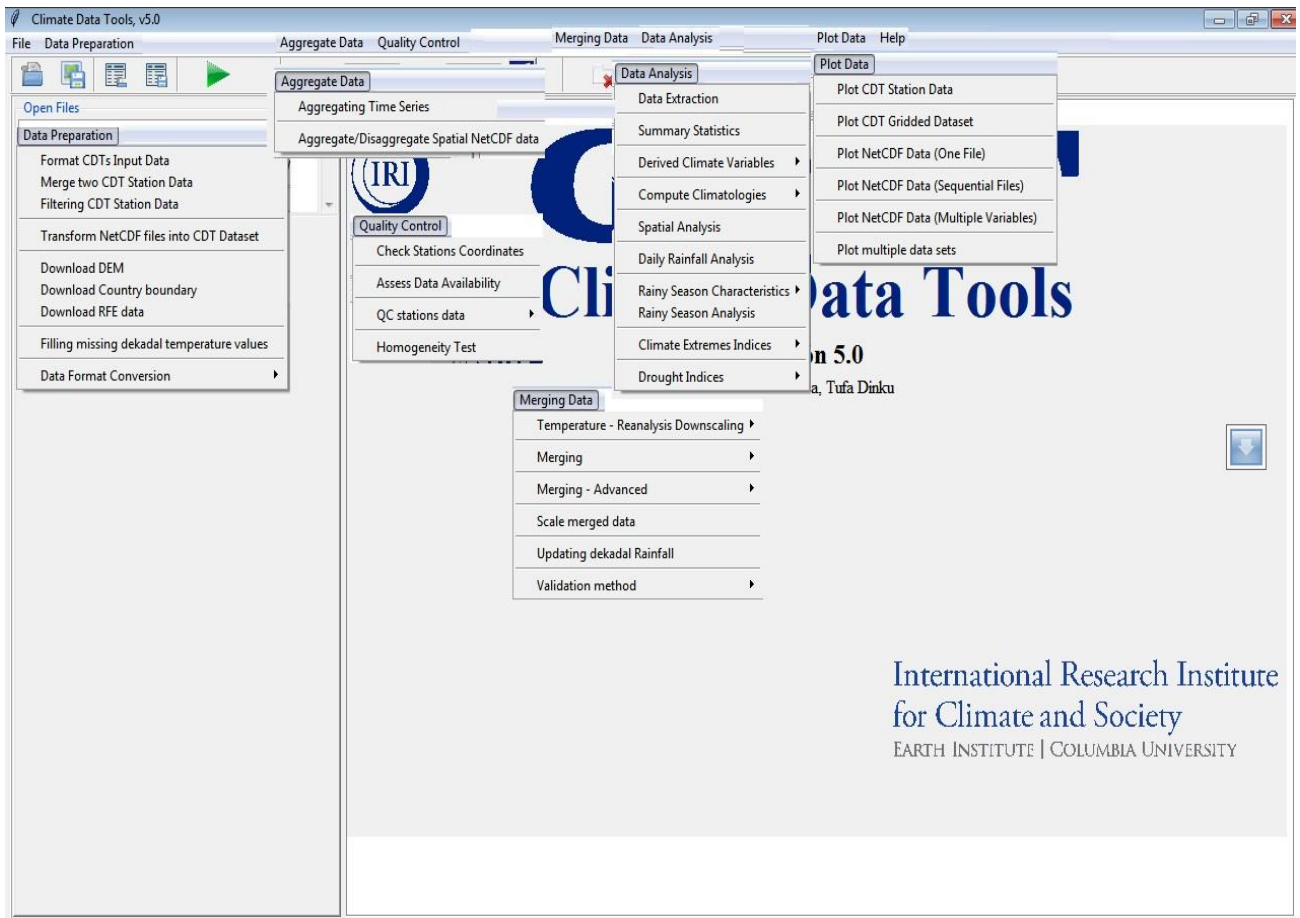 Climate Data Tools, v5.0
File Data Preparation Aggregate Data Quality Control Merging Data Data Analysis Plot Data Help
Open Files
Data Preparation
Format CDTs Input Data
Merge two CDT Station Data
Filtering CDT Station Data
Transform NetCDF files into CDT Dataset
Download DEM
Download Country boundary
Download RFE data
Filling missing dekadal temperature values
Data Format Conversion
Aggregate Data
Aggregating Time Series
Aggregate/Disaggregate Spatial NetCDF data
IRI
Quality Control
Check Stations Coordinates
Assess Data Availability
QC stations data
Homogeneity Test
Merging Data
Temperature - Reanalysis Downscaling
Merging
Merging - Advanced
Scale merged data
Updating dekadal Rainfall
Validation method
Data Analysis
Data Extraction
Summary Statistics
Derived Climate Variables
Compute Climatologies
Spatial Analysis
Daily Rainfall Analysis
Rainy Season Characteristics
Rainy Season Analysis
Climate Extremes Indices
Drought Indices
Plot Data
Plot CDT Station Data
Plot CDT Gridded Dataset
Plot NetCDF Data (One File)
Plot NetCDF Data (Sequential Files)
Plot NetCDF Data (Multiple Variables)
Plot multiple data sets
Cli ata Tools
on 5.0
a, Tufa Dinku
International Research Institute
for Climate and Society
EARTH INSTITUTE | COLUMBIA UNIVERSITY